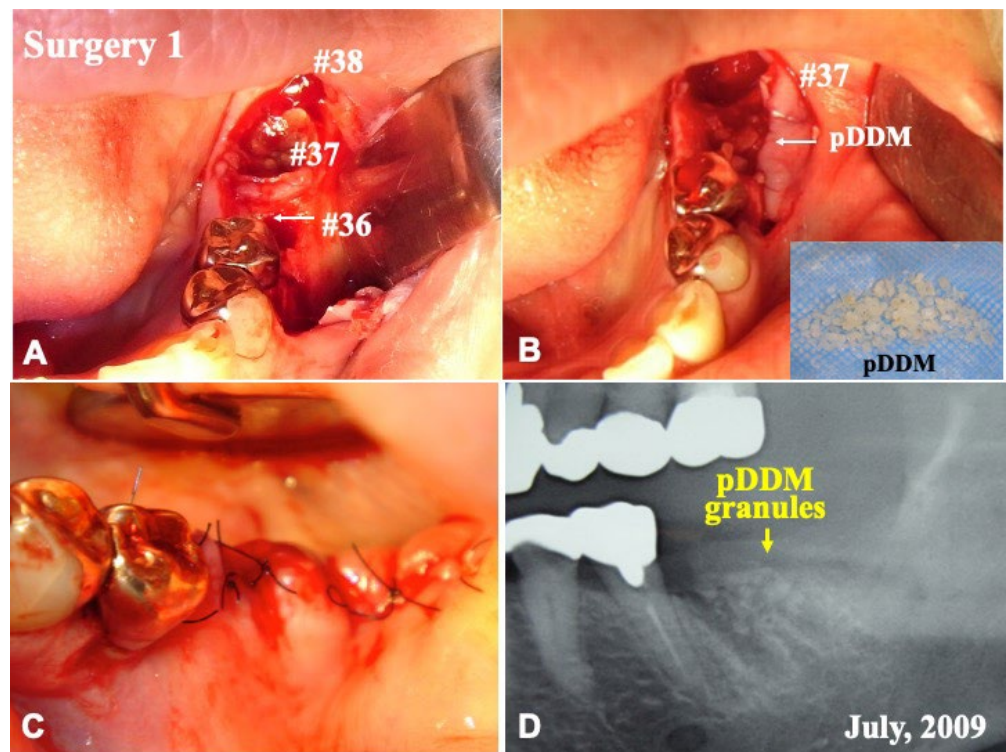 Surgery 1
#38
#37
#36
A
#37
pDDM
B
pDDM
C
pDDM
granules
D
July, 2009